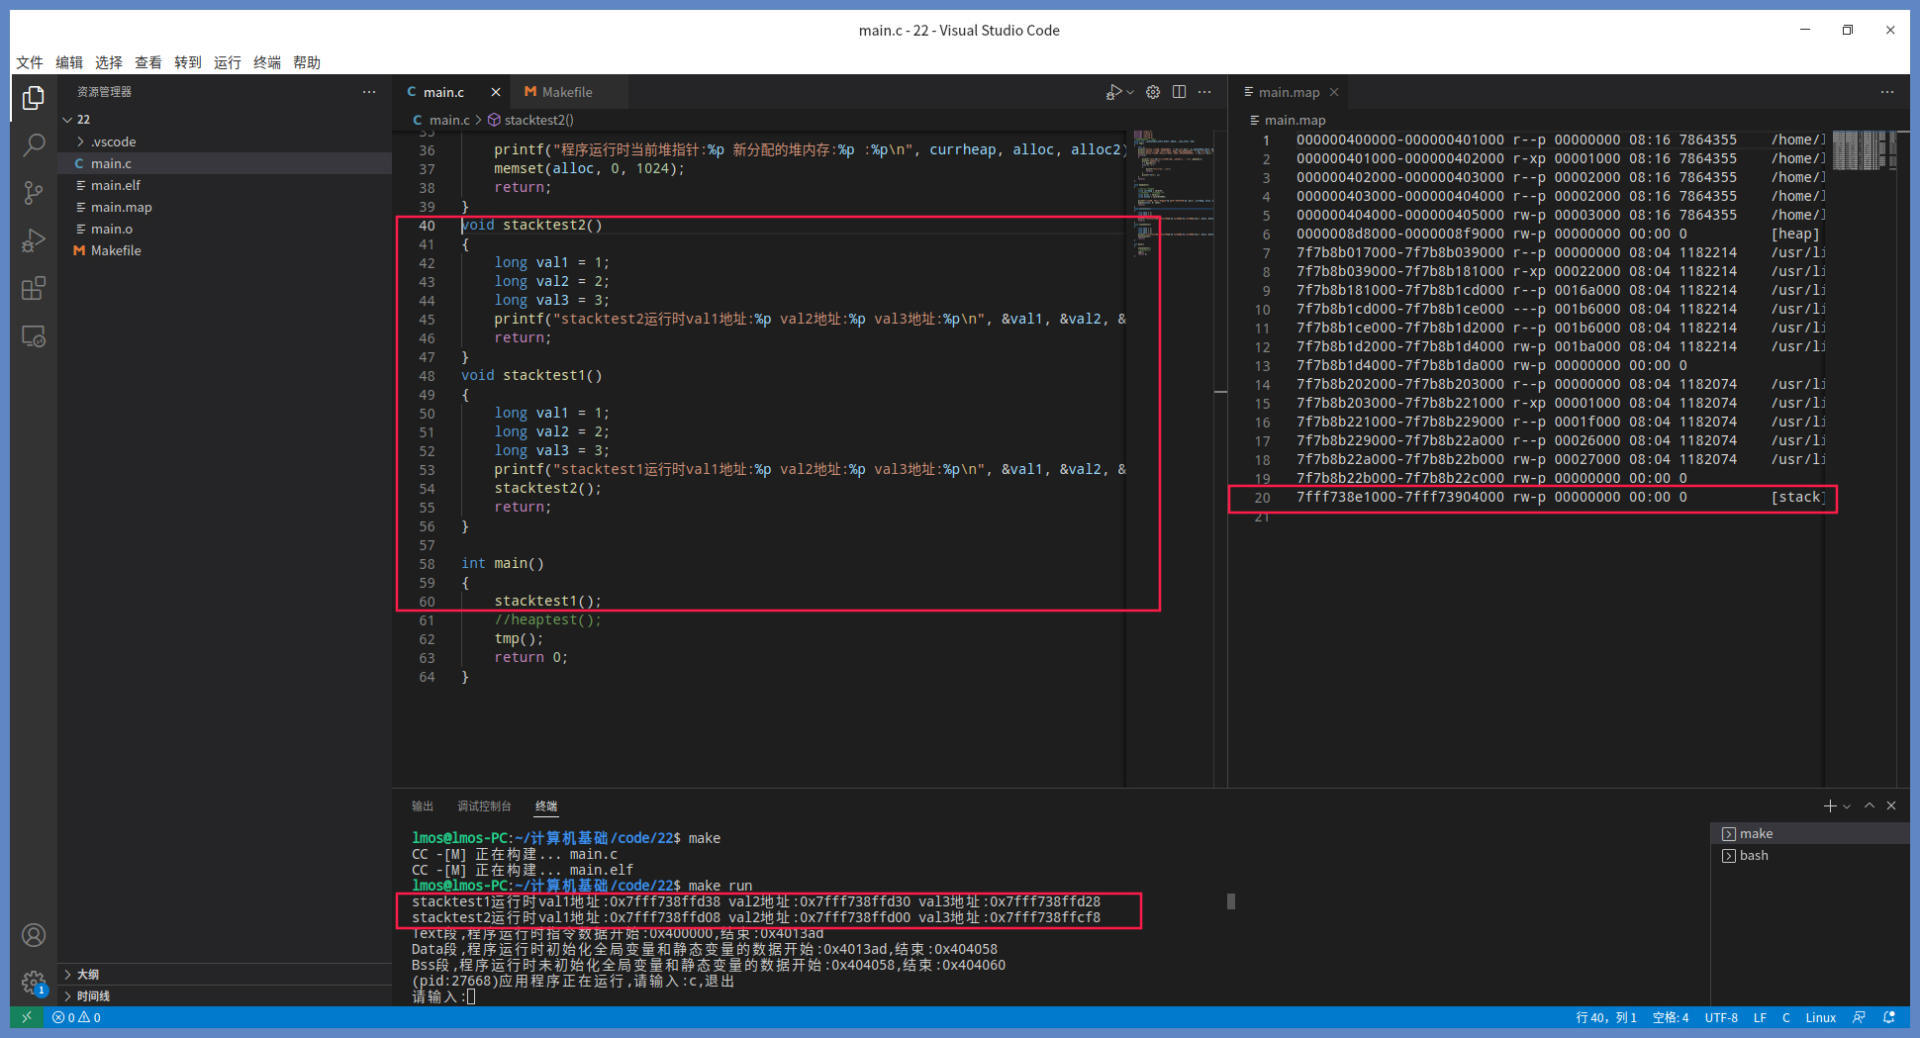 main.c - 22 - Visual Studio Code
文件 编辑 选择 查看 转到 运行 终端 帮助
资源管理器
22
.vscode
C main.c
main.elf
main.map
main.o
M Makefile
大纲
时间线
C main.c
M Makefile
C main.c > stacktest2()
35
36 printf("程序运行时当前堆指针:%p 新分配的堆内存:%p :%p\n", currheap, alloc, alloc2)
37 memset(alloc, 0, 1024);
38 return;
39 }
40 void stacktest2()
41 {
42 long val1 = 1;
43 long val2 = 2;
44 long val3 = 3;
45 printf("stacktest2运行时val1地址:%p val2地址:%p val3地址:%p\n", &val1, &val2, &
46 return;
47 }
48 void stacktest1()
49 {
50 long val1 = 1;
51 long val2 = 2;
52 long val3 = 3;
53 printf("stacktest1运行时val1地址:%p val2地址:%p val3地址:%p\n", &val1, &val2, &
54 stacktest2();
55 return;
56 }
57
58 int main()
59 {
60 stacktest1();
61 //heaptest();
62 tmp();
63 return 0;
64 }
main.map
main.map
1 000000400000-000000401000 r--p 00000000 08:16 7864355 /home/l
2 000000401000-000000402000 r-xp 00001000 08:16 7864355 /home/l
3 000000402000-000000403000 r--p 00002000 08:16 7864355 /home/l
4 000000403000-000000404000 r--p 00002000 08:16 7864355 /home/l
5 000000404000-000000405000 rw-p 00003000 08:16 7864355 /home/l
6 0000008d8000-0000008f9000 rw-p 00000000 00:00 0 [heap]
7 7f7b8b017000-7f7b8b039000 r--p 00000000 08:04 1182214 /usr/li
8 7f7b8b039000-7f7b8b181000 r-xp 00022000 08:04 1182214 /usr/li
9 7f7b8b181000-7f7b8b1cd000 r--p 0016a000 08:04 1182214 /usr/li
10 7f7b8b1cd000-7f7b8b1ce000 ---p 001b6000 08:04 1182214 /usr/li
11 7f7b8b1ce000-7f7b8b1d2000 r--p 001b6000 08:04 1182214 /usr/li
12 7f7b8b1d2000-7f7b8b1d4000 rw-p 001ba000 08:04 1182214 /usr/li
13 7f7b8b1d4000-7f7b8b1da000 rw-p 00000000 00:00 0
14 7f7b8b202000-7f7b8b203000 r--p 00000000 08:04 1182074 /usr/li
15 7f7b8b203000-7f7b8b221000 r-xp 00001000 08:04 1182074 /usr/li
16 7f7b8b221000-7f7b8b229000 r--p 0001f000 08:04 1182074 /usr/li
17 7f7b8b229000-7f7b8b22a000 r--p 00026000 08:04 1182074 /usr/li
18 7f7b8b22a000-7f7b8b22b000 rw-p 00027000 08:04 1182074 /usr/li
19 7f7b8b22b000-7f7b8b22c000 rw-p 00000000 00:00 0
20 7fff738e1000-7fff73904000 rw-p 00000000 00:00 0 [stack]
21
输出 调试控制台 终端
lmos@lmos-PC:~/计算机基础/code/22$ make
CC -[M] 正在构建... main.c
CC -[M] 正在构建... main.elf
lmos@lmos-PC:~/计算机基础/code/22$ make run
stacktest1运行时val1地址:0x7fff738ffd38 val2地址:0x7fff738ffd30 val3地址:0x7fff738ffd28
stacktest2运行时val1地址:0x7fff738ffd08 val2地址:0x7fff738ffd00 val3地址:0x7fff738ffcf8
Text段,程序运行时指令数据开始:0x400000,结束:0x4013ad
Data段,程序运行时初始化全局变量和静态变量的数据开始:0x4013ad,结束:0x404058
Bss段,程序运行时未初始化全局变量和静态变量的数据开始:0x404058,结束:0x404060
(pid:27668)应用程序正在运行,请输入:c,退出
请输入:
make
bash
1
0 0
行 40，列 1 空格: 4 UTF-8 LF C Linux